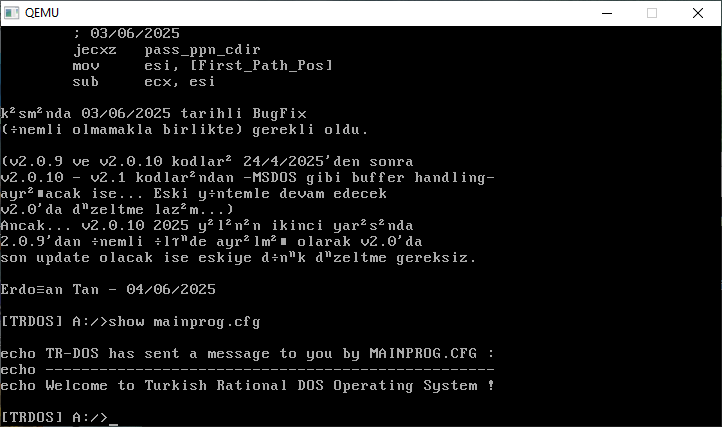 QEMU
; 03/06/2025
jecxz   pass_ppn_cdir
mov     esi, [First_Path_Pos]
sub     ecx, esi
k²sm²nda 03/06/2025 tarihli BugFix
(÷nemli olmamakla birlikte) gerekli oldu.
(v2.0.9 ve v2.0.10 kodlar² 24/4/2025'den sonra
v2.0.10 - v2.1 kodlar²ndan -MSDOS gibi buffer handling-
ayr²∎acak ise... Eski y÷ntemle devam edecek
v2.0'da dⁿzeltme laz²m...)
Ancak... v2.0.10 2025 y²l²n²n ikinci yar²s²nda
2.0.9'dan ÷nemli ÷lτⁿde ayr²lm²∎ olarak v2.0'da
son update olacak ise eskiye d÷nⁿk dⁿzeltme gereksiz.
Erdo≡an Tan - 04/06/2025
[TRDOS] A:/>show mainprog.cfg
echo TR-DOS has sent a message to you by MAINPROG.CFG :
echo -------------------------------------------------
echo Welcome to Turkish Rational DOS Operating System !
[TRDOS] A:/>_